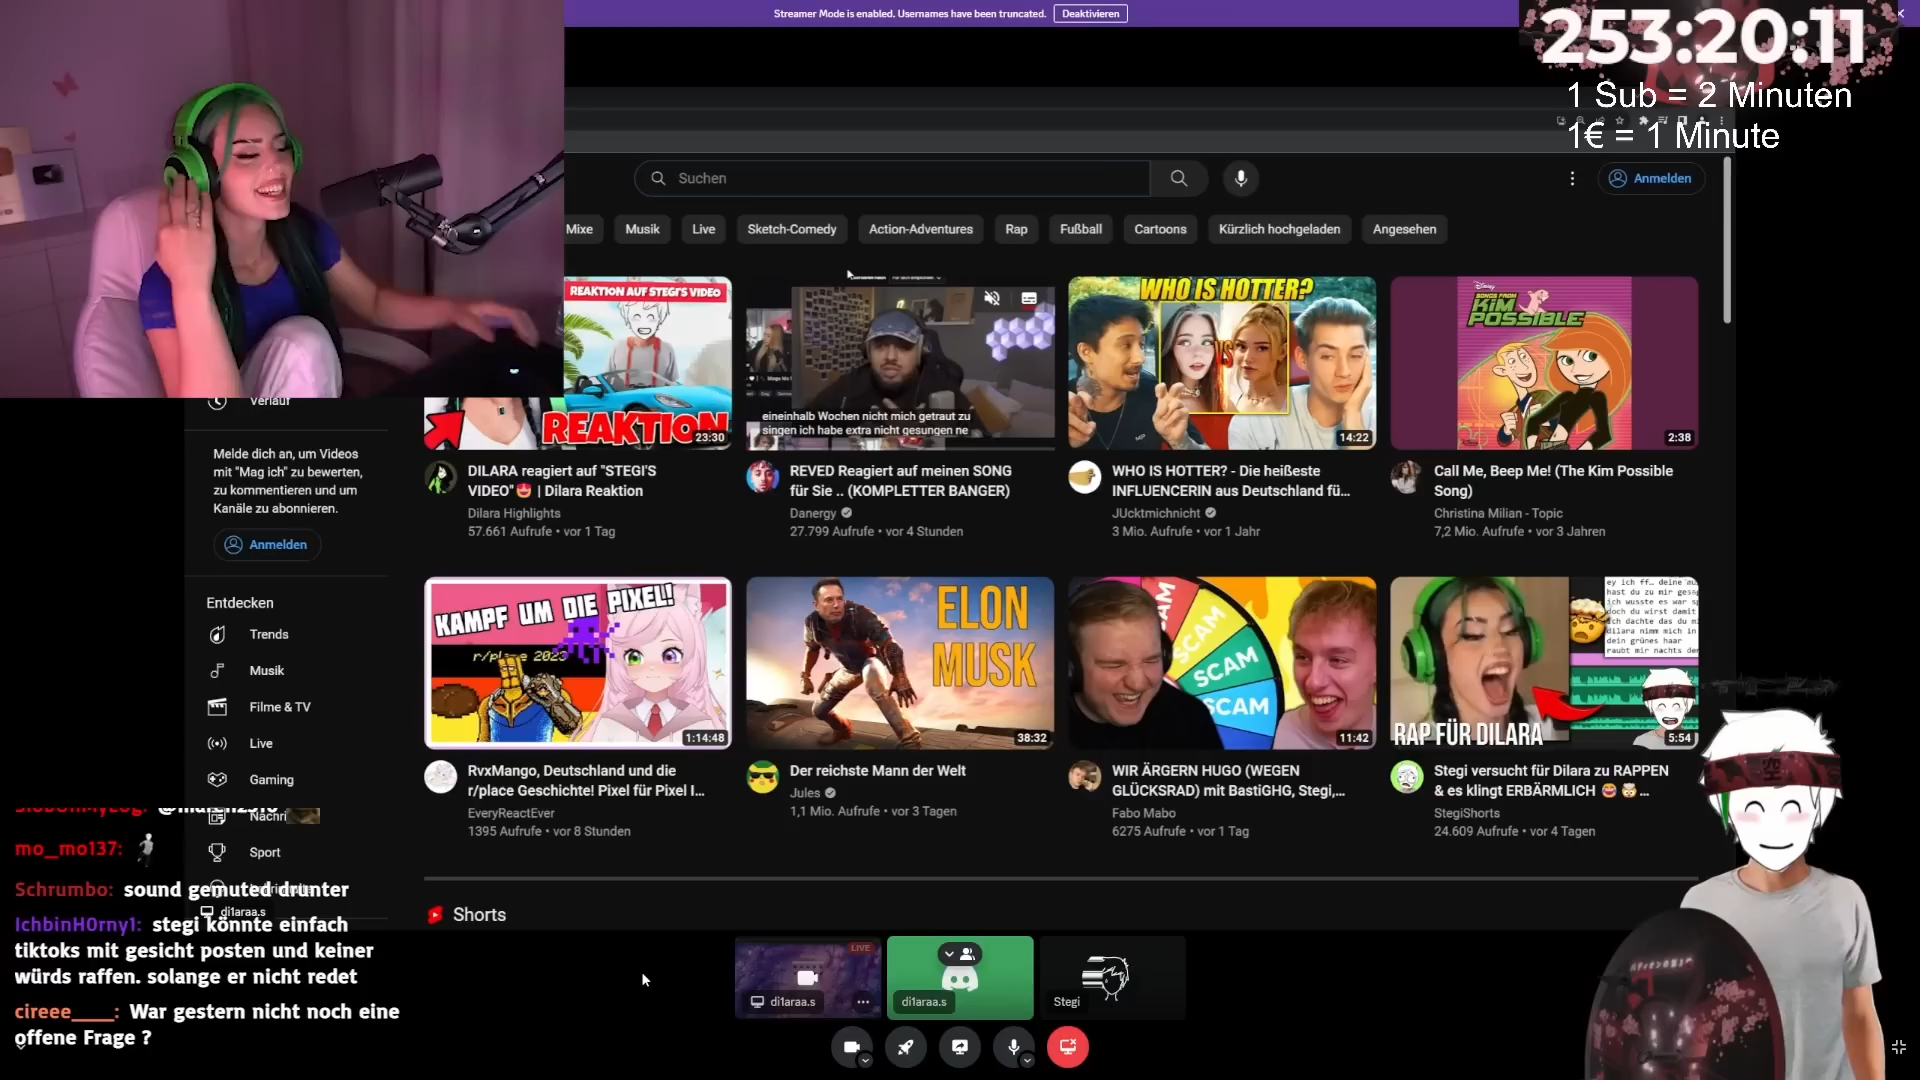 Streamer Mode is enabled. Usernames have been truncated.
Deaktivieren
253:20:11
1 Sub = 2 Minuten
1€ = 1 Minute
Suchen
Anmelden
Mixe
Musik
Live
Sketch-Comedy
Action-Adventures
Rap
Fußball
Cartoons
Kürzlich hochgeladen
Angesehen
REAKTION AUF STEGI'S VIDEO
REAKTION
23:30
eineinhalb Wochen nicht mich getraut zu
singen ich habe extra nicht gesungen ne
WHO IS HOTTER?
VS
14:22
Disney
SONGS FROM
KIM
POSSIBLE
2:38
Verlauf
Melde dich an, um Videos
mit "Mag ich" zu bewerten,
zu kommentieren und um
Kanäle zu abonnieren.
Anmelden
DILARA reagiert auf "STEGI'S
VIDEO"😍 | Dilara Reaktion
Dilara Highlights
57.661 Aufrufe • vor 1 Tag
REVED Reagiert auf meinen SONG
für Sie .. (KOMPLETTER BANGER)
Danergy
27.799 Aufrufe • vor 4 Stunden
WHO IS HOTTER? - Die heißeste
INFLUENCERIN aus Deutschland fü...
JUcktmichnicht
3 Mio. Aufrufe • vor 1 Jahr
Call Me, Beep Me! (The Kim Possible
Song)
Christina Milian - Topic
7,2 Mio. Aufrufe • vor 3 Jahren
Entdecken
Trends
Musik
Filme & TV
Live
Gaming
Nachri
Sport
KAMPF UM DIE PIXEL!
r/place 2023
1:14:48
ELON
MUSK
38:32
SCAM
SCAM
SCAM
11:42
RAP FÜR DILARA
5:54
RvxMango, Deutschland und die
r/place Geschichte! Pixel für Pixel I...
EveryReactEver
1395 Aufrufe • vor 8 Stunden
Der reichste Mann der Welt
Jules
1,1 Mio. Aufrufe • vor 3 Tagen
WIR ÄRGERN HUGO (WEGEN
GLÜCKSRAD) mit BastiGHG, Stegi,...
Fabo Mabo
6275 Aufrufe • vor 1 Tag
Stegi versucht für Dilara zu RAPPEN
& es klingt ERBÄRMLICH 😂 🤯...
StegiShorts
24.609 Aufrufe • vor 4 Tagen
Shorts
mo_mo137:
Schrumbo: sound gemuted drunter
di1araa.s
IchbinH0rny1: stegi könnte einfach
tiktoks mit gesicht posten und keiner
würds raffen. solange er nicht redet
cireee____: War gestern nicht noch eine
offene Frage ?
LIVE
di1araa.s
di1araa.s
Stegi
空